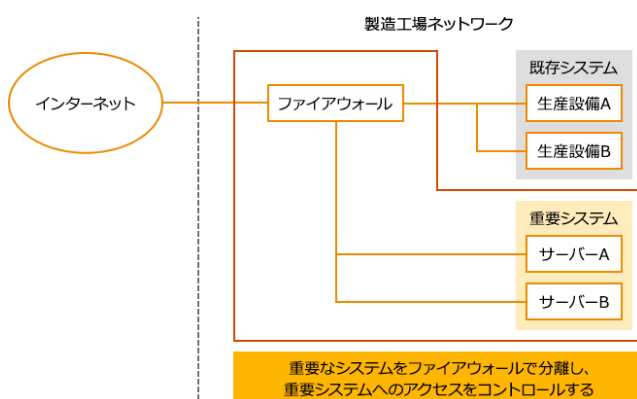 製造工場ネットワーク
インターネット
ファイアウォール
既存システム
生産設備A
生産設備B
重要システム
サーバーA
サーバーB
重要なシステムをファイアウォールで分離し、
重要システムへのアクセスをコントロールする